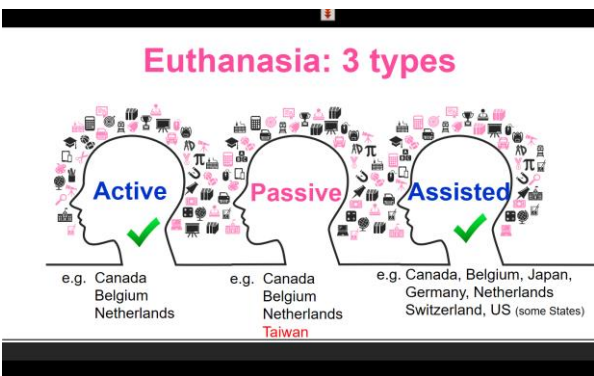 Euthanasia: 3 types
Active
Passive
Assisted
e.g. Canada
Belgium
Netherlands
e.g. Canada
Belgium
Netherlands
Taiwan
e.g. Canada, Belgium, Japan,
Germany, Netherlands
Switzerland, US (some States)